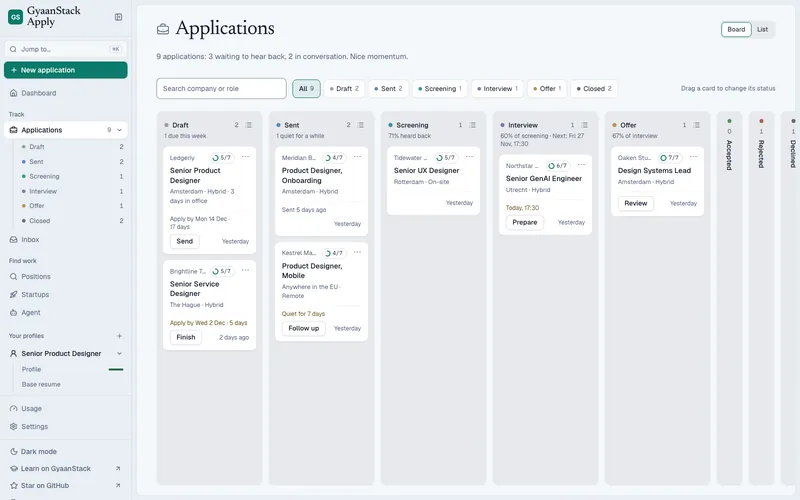 GS
GyaanStack
Apply
Jump to...
⌘K
+ New application
Dashboard
Track
Applications 9
Draft 2
Sent 2
Screening 1
Interview 1
Offer 1
Closed 2
Inbox
Find work
Positions
Startups
Agent
Your profiles +
Senior Product Designer
Profile
Base resume
Usage
Settings
Dark mode
Learn on GyaanStack
Star on GitHub
Applications
Board
List
9 applications: 3 waiting to hear back, 2 in conversation. Nice momentum.
Search company or role
All 9
Draft 2
Sent 2
Screening 1
Interview 1
Offer 1
Closed 2
Drag a card to change its status
Draft 2
1 due this week
Ledgerly 5/7
Senior Product
Designer
Amsterdam · Hybrid · 3
days in office
Apply by Mon 14 Dec ·
17 days
Send
Yesterday
Brightline T... 5/7
Senior Service
Designer
The Hague · Hybrid
Apply by Wed 2 Dec · 5 days
Finish
2 days ago
Sent 2
1 quiet for a while
Meridian B... 4/7
Product Designer,
Onboarding
Amsterdam · Hybrid
Sent 5 days ago
Yesterday
Kestrel Ma... 4/7
Product Designer,
Mobile
Anywhere in the EU ·
Remote
Quiet for 7 days
Follow up
Yesterday
Screening 1
71% heard back
Tidewater ... 5/7
Senior UX Designer
Rotterdam · On-site
Yesterday
Interview 1
60% of screening · Next: Fri 27
Nov, 17:30
Northstar ... 6/7
Senior GenAI Engineer
Utrecht · Hybrid
Today, 17:30
Prepare
Yesterday
Offer 1
67% of interview
Oaken Stu... 7/7
Design Systems Lead
Amsterdam · Hybrid
Review
Yesterday
0
Accepted
1
Rejected
1
Declined